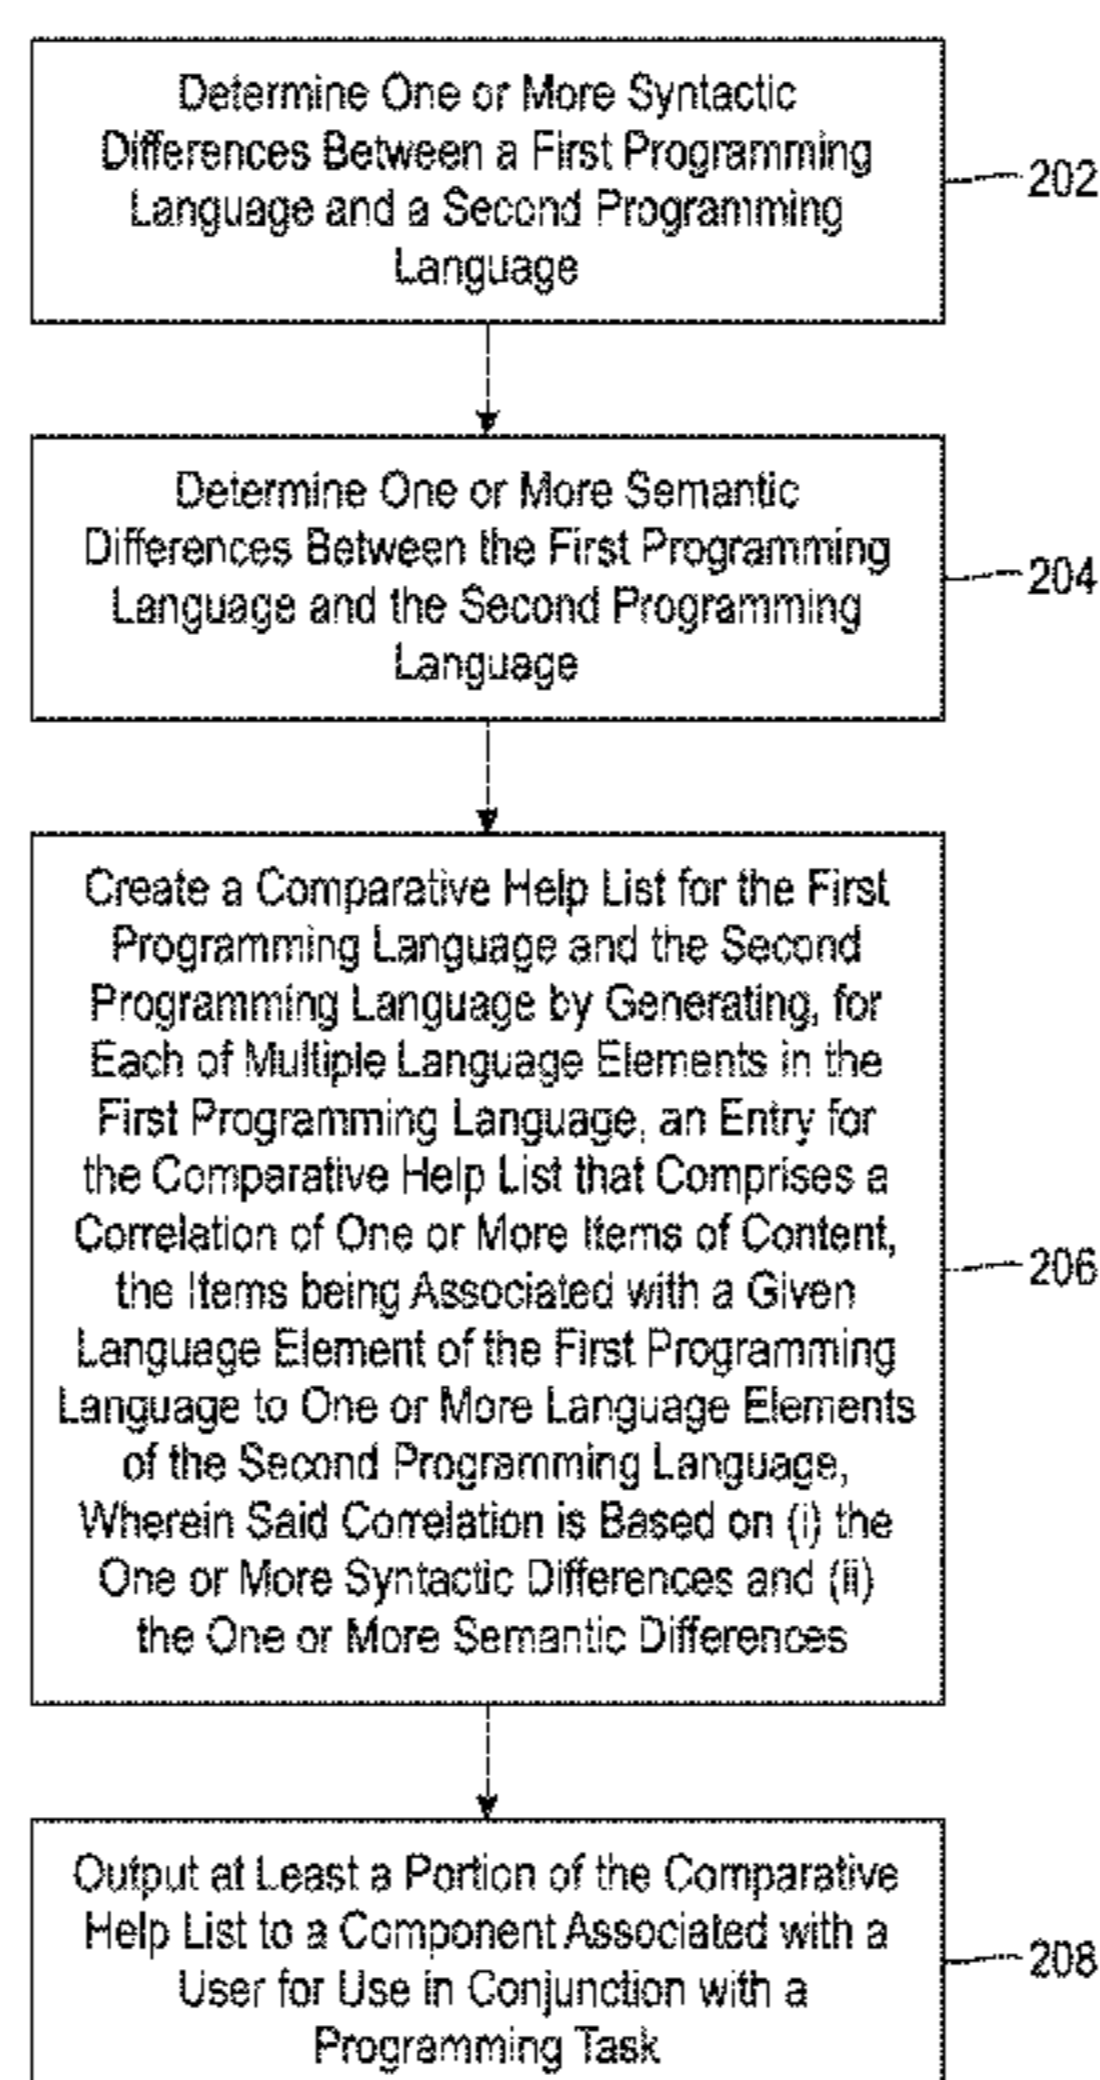 Determine One or More Syntactic
Differences Between a First Programming
Language and a Second Programming
Language
202
Determine One or More Semantic
Differences Between the First Programming
Language and the Second Programming
Language
204
Create a Comparative Help List for the First
Programming Language and the Second
Programming Language by Generating, for
Each of Multiple Language Elements in the
First Programming Language, an Entry for
the Comparative Help List that Comprises a
Correlation of One or More Items of Content,
the Items being Associated with a Given
Language Element of the First Programming
Language to One or More Language Elements
of the Second Programming Language,
Wherein Said Correlation is Based on (i) the
One or More Syntactic Differences and (ii)
the One or More Semantic Differences
206
Output at Least a Portion of the Comparative
Help List to a Component Associated with a
User for Use in Conjunction with a
Programming Task
208